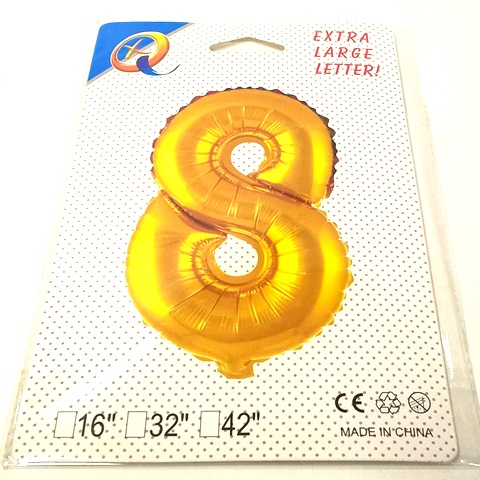 EXTRA
LARGE
LETTER!
8
16" 32" 42"
CE
MADE IN CHINA